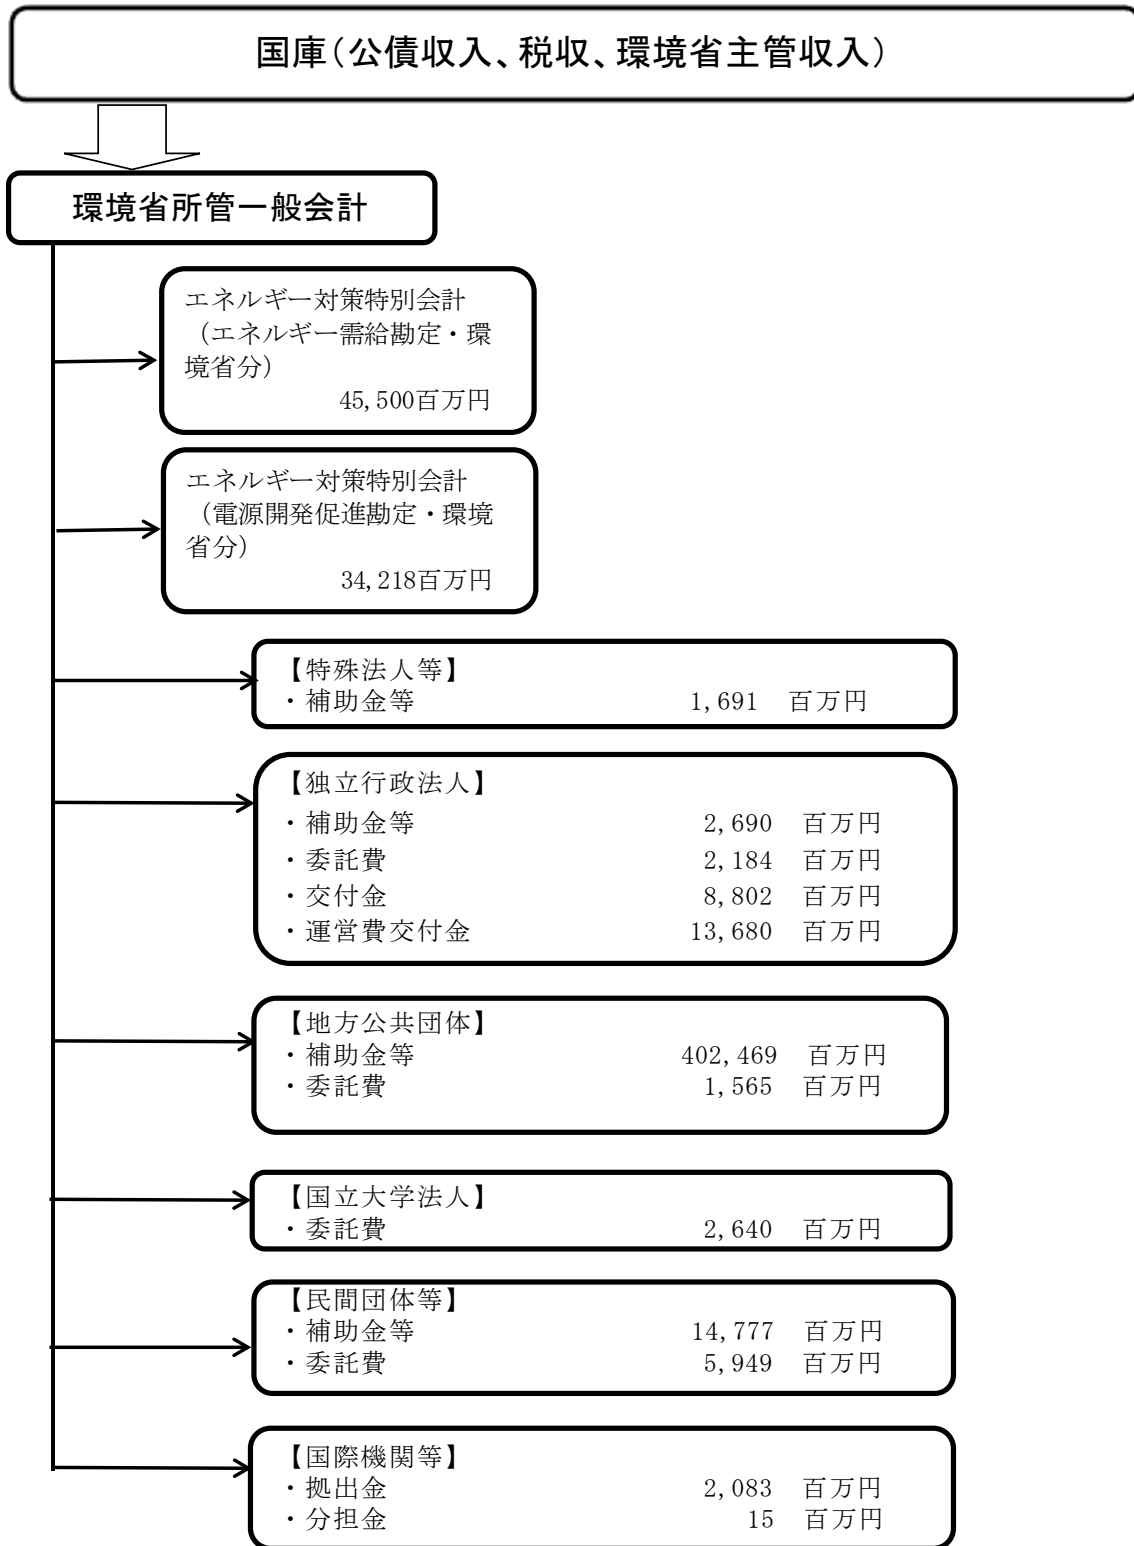 国庫(公債収入、税収、環境省主管収入)
環境省所管一般会計
エネルギー対策特別会計
（エネルギー需給勘定・環
境省分）
45,500百万円
エネルギー対策特別会計
（電源開発促進勘定・環境
省分）
34,218百万円
【特殊法人等】
・補助金等 1,691 百万円
【独立行政法人】
・補助金等 2,690 百万円
・委託費 2,184 百万円
・交付金 8,802 百万円
・運営費交付金 13,680 百万円
【地方公共団体】
・補助金等 402,469 百万円
・委託費 1,565 百万円
【国立大学法人】
・委託費 2,640 百万円
【民間団体等】
・補助金等 14,777 百万円
・委託費 5,949 百万円
【国際機関等】
・拠出金 2,083 百万円
・分担金 15 百万円